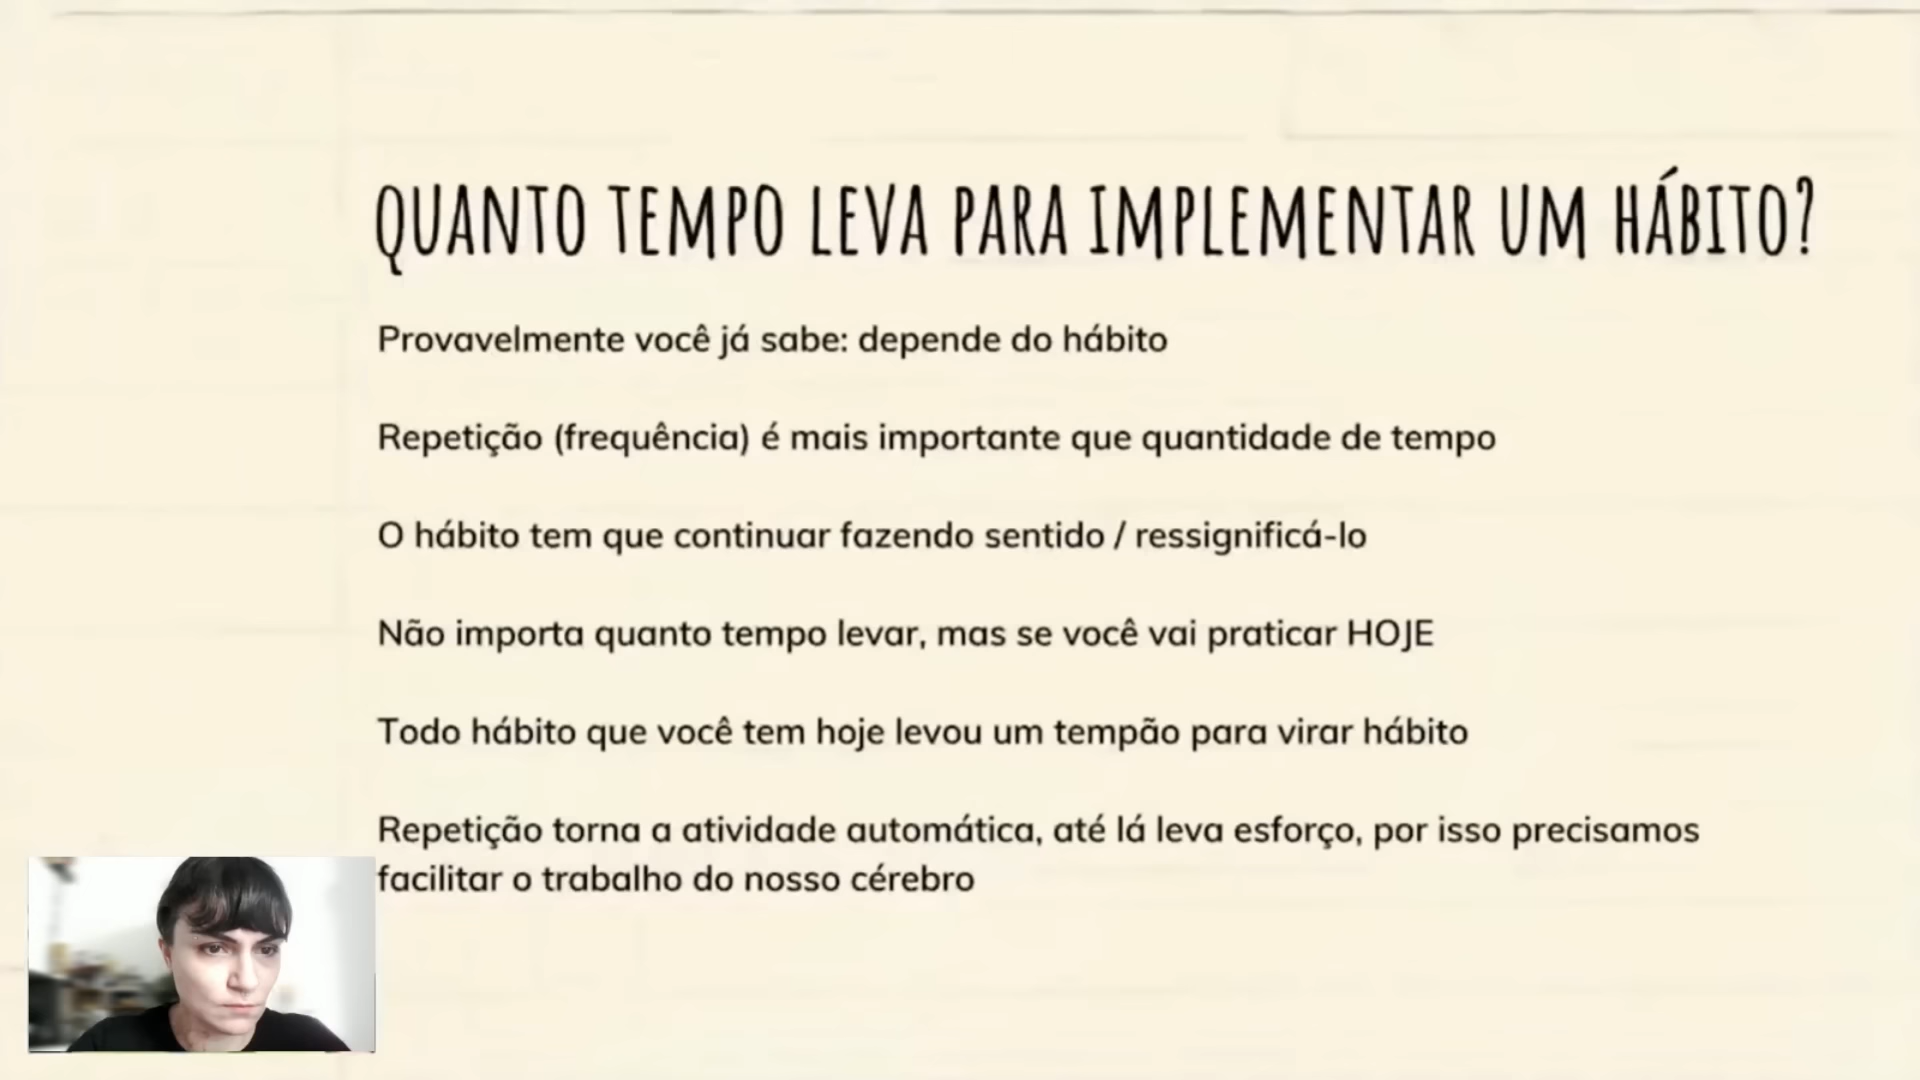 QUANTO TEMPO LEVA PARA IMPLEMENTAR UM HÁBITO?
Provavelmente você já sabe: depende do hábito
Repetição (frequência) é mais importante que quantidade de tempo
O hábito tem que continuar fazendo sentido / ressignificá-lo
Não importa quanto tempo levar, mas se você vai praticar HOJE
Todo hábito que você tem hoje levou um tempão para virar hábito
Repetição torna a atividade automática, até lá leva esforço, por isso precisamos
facilitar o trabalho do nosso cérebro